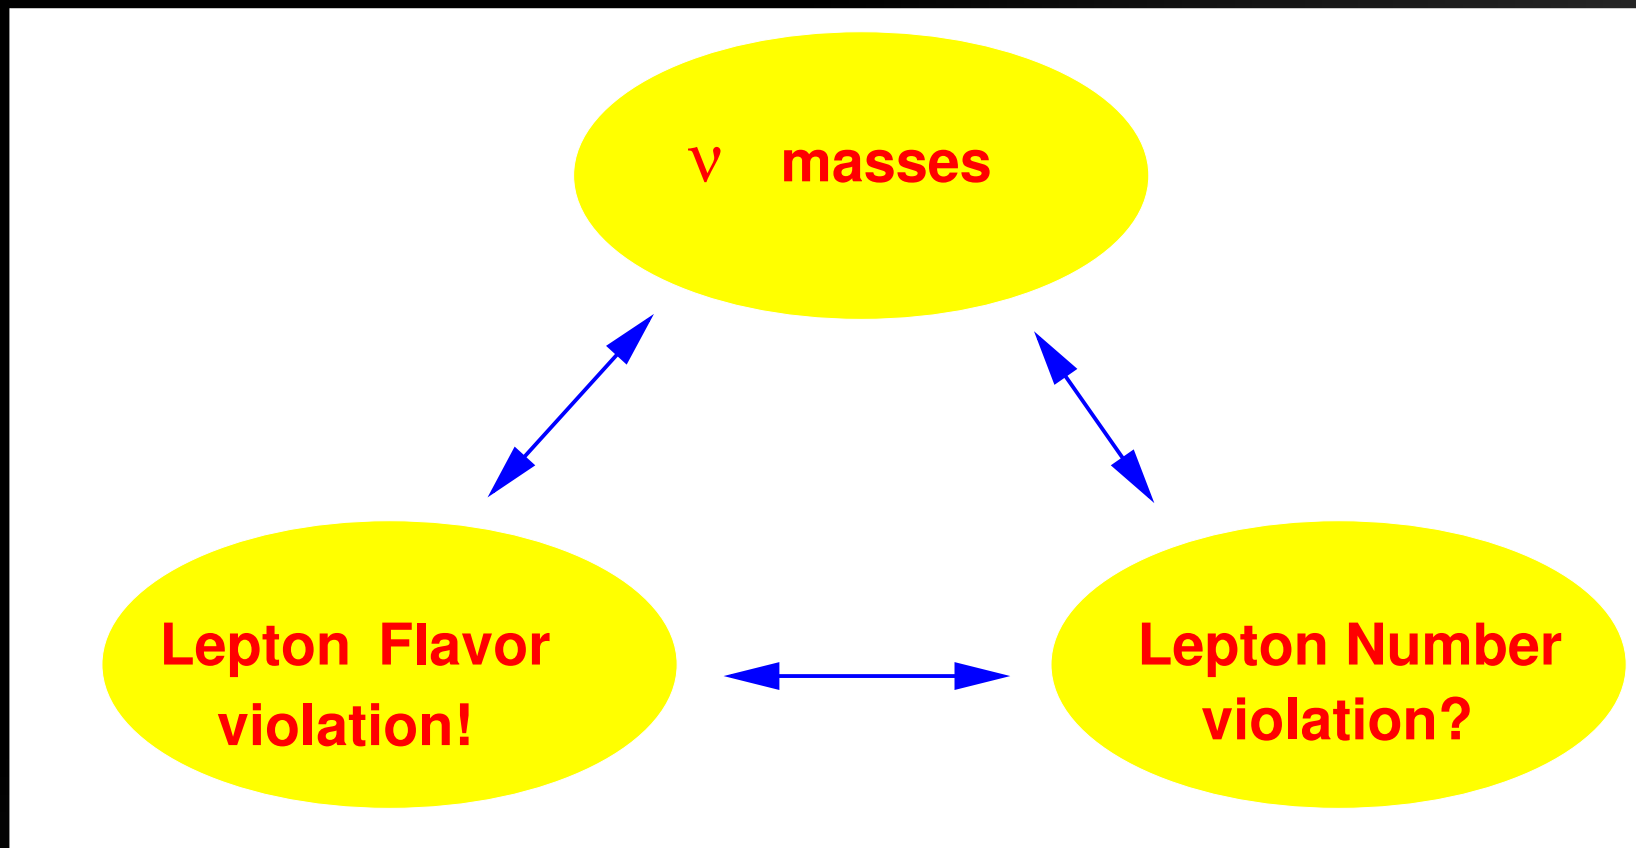 ν masses
Lepton Flavor
violation!
Lepton Number
violation?